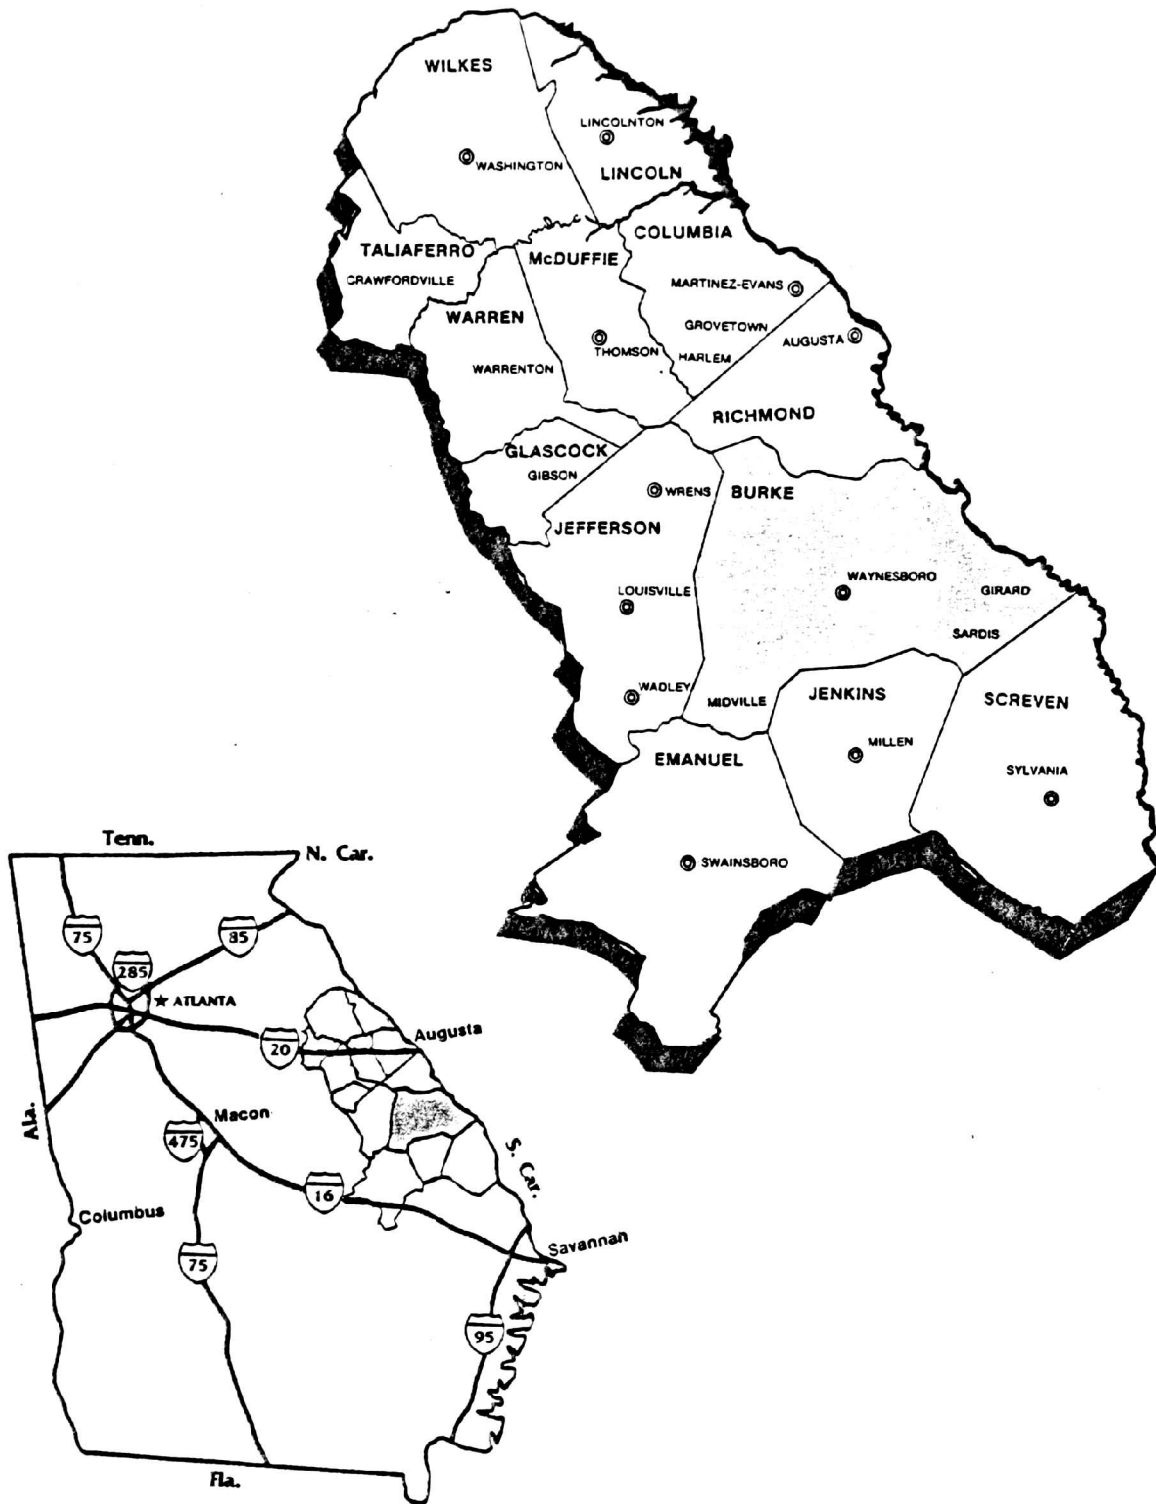 WILKES
LINCOLNTON
WASHINGTON
LINCOLN
TALIAFERRO
McDUFFIE
COLUMBIA
CRAWFORDVILLE
MARTINEZ-EVANS
WARREN
GROVETOWN
AUGUSTA
THOMSON
HARLEM
WARRENTON
RICHMOND
GLASCOCK
GIBSON
WRENS
BURKE
JEFFERSON
WAYNESBORO
LOUISVILLE
GIRARD
SARDIS
WADLEY
MIDVILLE
JENKINS
SCREVEN
EMANUEL
MILLEN
SYLVANIA
SWAINSBORO
Tenn.
N. Car.
75
85
285
ATLANTA
20
Augusta
Ala.
Macon
475
S. Car.
16
Columbus
Savannah
75
95
Fla.